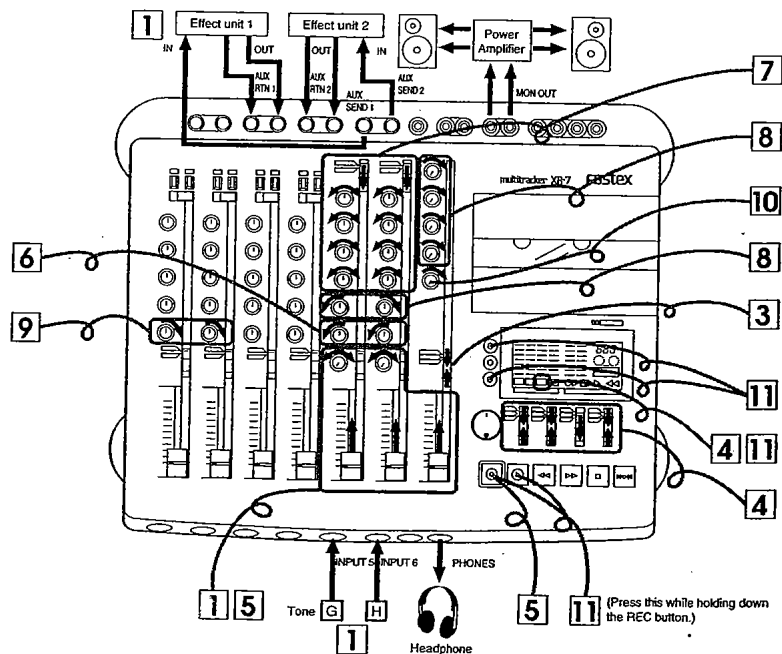 1
Effect unit 1
Effect unit 2
Power
Amplifier
IN
OUT
OUT
IN
AUX
RTN 1
AUX
RTN 2
AUX
SEND 1
AUX
SEND 2
MON OUT
7
multitracker XR-7 Fostex
8
10
6
8
9
3
11
4 11
4
INPUT 5
INPUT 6
PHONES
1 5
Tone G H
1
Headphone
5
11
(Press this while holding down
the REC button.)